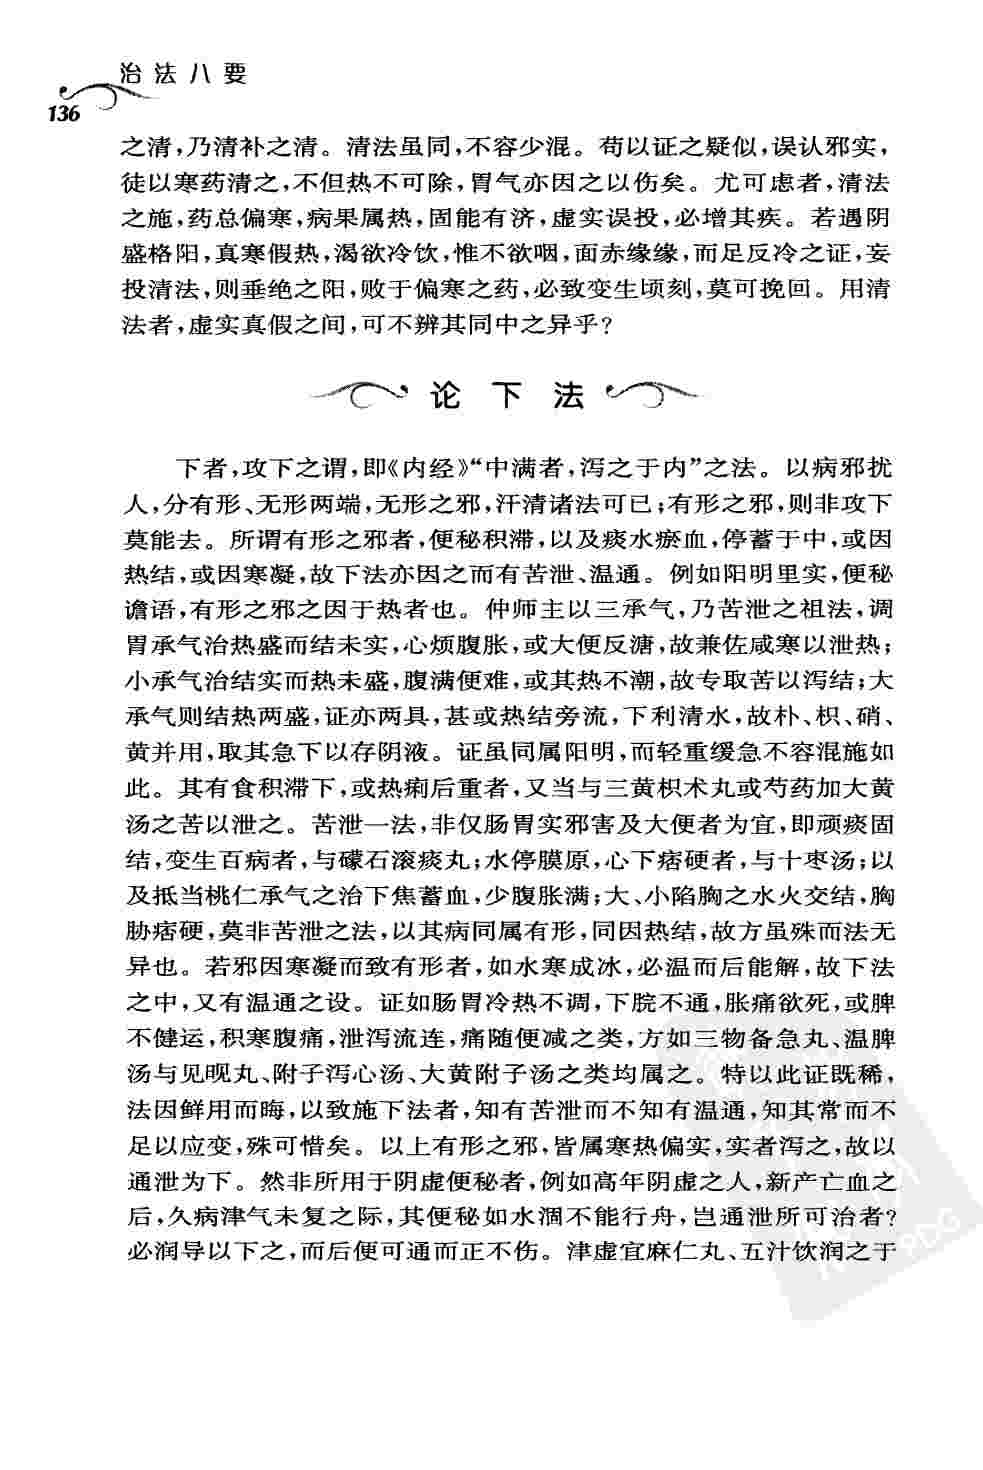 治法八要
136
之清,乃清补之清。清法虽同,不容少混。苟以证之疑似,误认邪实,
徒以寒药清之,不但热不可除,胃气亦因之以伤矣。尤可虑者,清法
之施,药总偏寒,病果属热,固能有济,虚实误投,必增其疾。若遇阴
盛格阳,真寒假热,渴欲冷饮,惟不欲咽,面赤缘缘,而足反冷之证,妄
投清法,则垂绝之阳,败于偏寒之药,必致变生顷刻,莫可挽回。用清
法者,虚实真假之间,可不辨其同中之异乎?
论下法
下者,攻下之谓,即《内经》“中满者,泻之于内”之法。以病邪扰
人,分有形、无形两端,无形之邪,汗清诸法可已;有形之邪,则非攻下
莫能去。所谓有形之邪者,便秘积滞,以及痰水瘀血,停蓄于中,或因
热结,或因寒凝,故下法亦因之而有苦泄、温通。例如阳明里实,便秘
谵语,有形之邪之因于热者也。仲师主以三承气,乃苦泄之祖法,调
胃承气治热盛而结未实,心烦腹胀,或大便反溏,故兼佐咸寒以泄热;
小承气治结实而热未盛,腹满便难,或其热不潮,故专取苦以泻结;大
承气则结热两盛,证亦两具,甚或热结旁流,下利清水,故朴、枳、硝、
黄并用,取其急下以存阴液。证虽同属阳明,而轻重缓急不容混施如
此。其有食积滞下,或热痢后重者,又当与三黄枳术丸或芍药加大黄
汤之苦以泄之。苦泄一法,非仅肠胃实邪害及大便者为宜,即顽痰固
结,变生百病者,与礞石滚痰丸;水停膜原,心下痞硬者,与十枣汤;以
及抵当桃仁承气之治下焦蓄血,少腹胀满;大、小陷胸之水火交结,胸
胁痞硬,莫非苦泄之法,以其病同属有形,同因热结,故方虽殊而法无
异也。若邪因寒凝而致有形者,如水寒成冰,必温而后能解,故下法
之中,又有温通之设。证如肠胃冷热不调,下脘不通,胀痛欲死,或脾
不健运,积寒腹痛,泄泻流连,痛随便减之类,方如三物备急丸、温脾
汤与见晛丸、附子泻心汤、大黄附子汤之类均属之。特以此证既稀,
法因鲜用而晦,以致施下法者,知有苦泄而不知有温通,知其常而不
足以应变,殊可惜矣。以上有形之邪,皆属寒热偏实,实者泻之,故以
通泄为下。然非所用于阴虚便秘者,例如高年阴虚之人,新产亡血之
后,久病津气未复之际,其便秘如水涸不能行舟,岂通泄所可治者?
必润导以下之,而后便可通而正不伤。津虚宜麻仁丸、五汁饮润之于
PDG